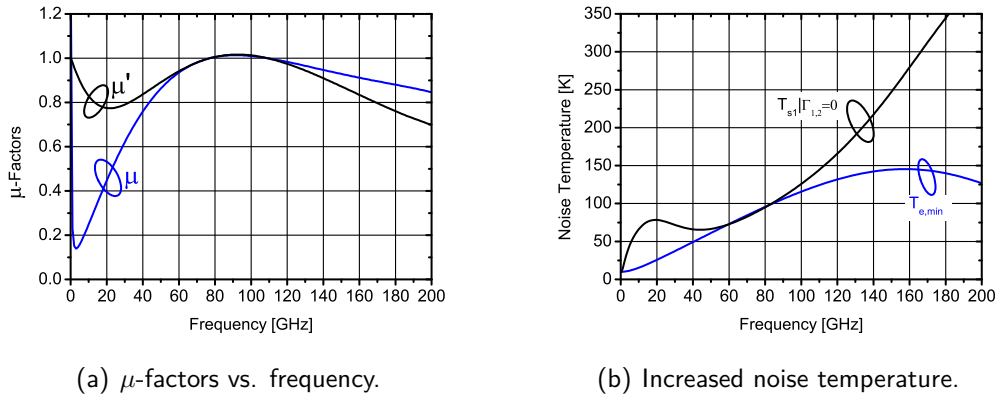 1.2
1.0
0.8
0.6
0.4
0.2
0.0
μ-Factors
μ'
μ
0 20 40 60 80 100 120 140 160 180 200
Frequency [GHz]
(a) μ-factors vs. frequency.
350
300
250
200
150
100
50
0
Noise Temperature [K]
Ts1|Γ1,2=0
Te,min
0 20 40 60 80 100 120 140 160 180 200
Frequency [GHz]
(b) Increased noise temperature.